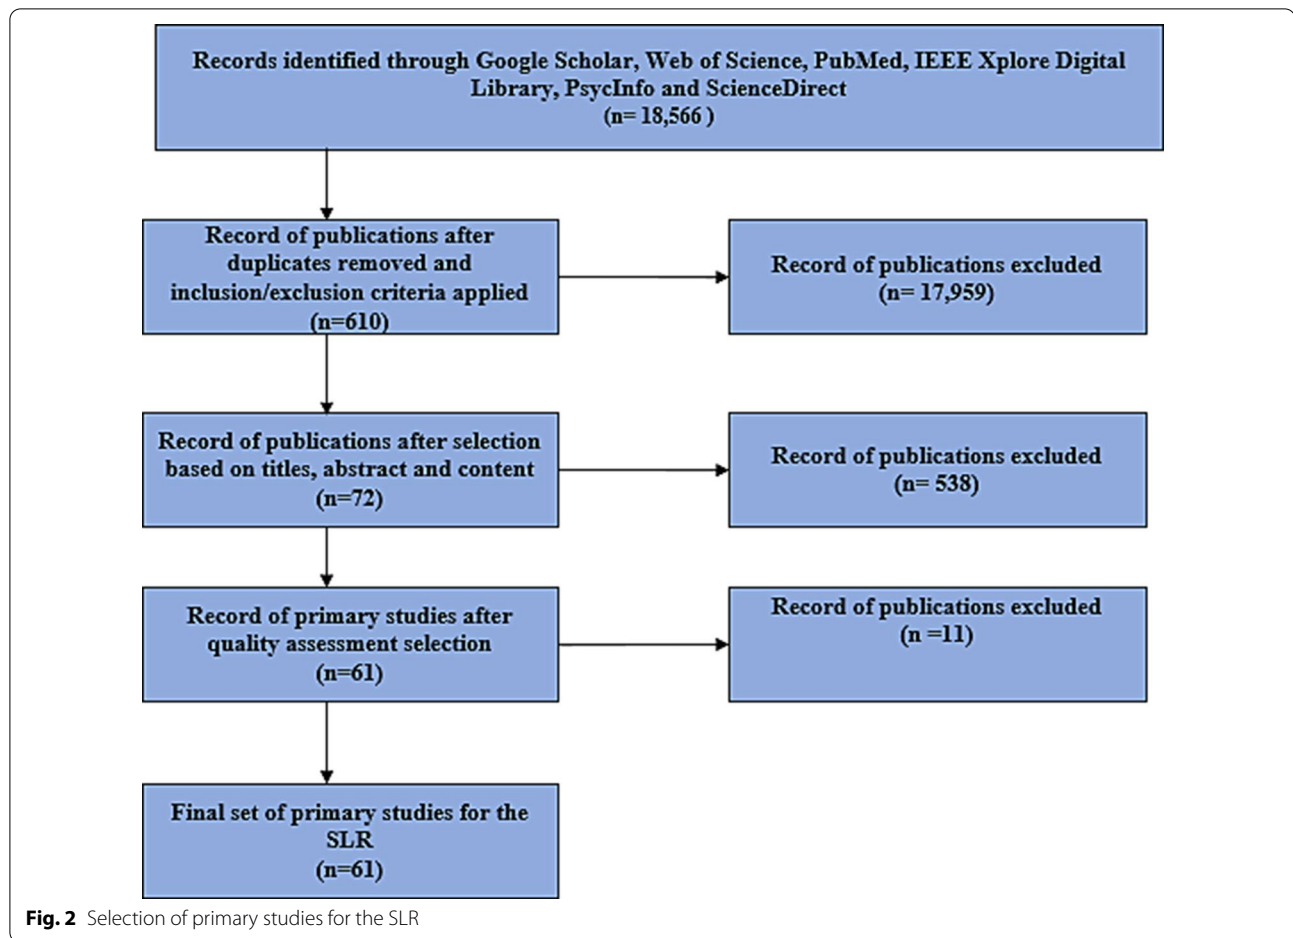 Records identified through Google Scholar, Web of Science, PubMed, IEEE Xplore Digital
Library, PsycInfo and ScienceDirect
(n= 18,566 )
Record of publications after
duplicates removed and
inclusion/exclusion criteria applied
(n=610)
Record of publications excluded
(n= 17,959)
Record of publications after selection
based on titles, abstract and content
(n=72)
Record of publications excluded
(n= 538)
Record of primary studies after
quality assessment selection
(n=61)
Record of publications excluded
(n =11)
Final set of primary studies for the
SLR
(n=61)
Fig. 2 Selection of primary studies for the SLR